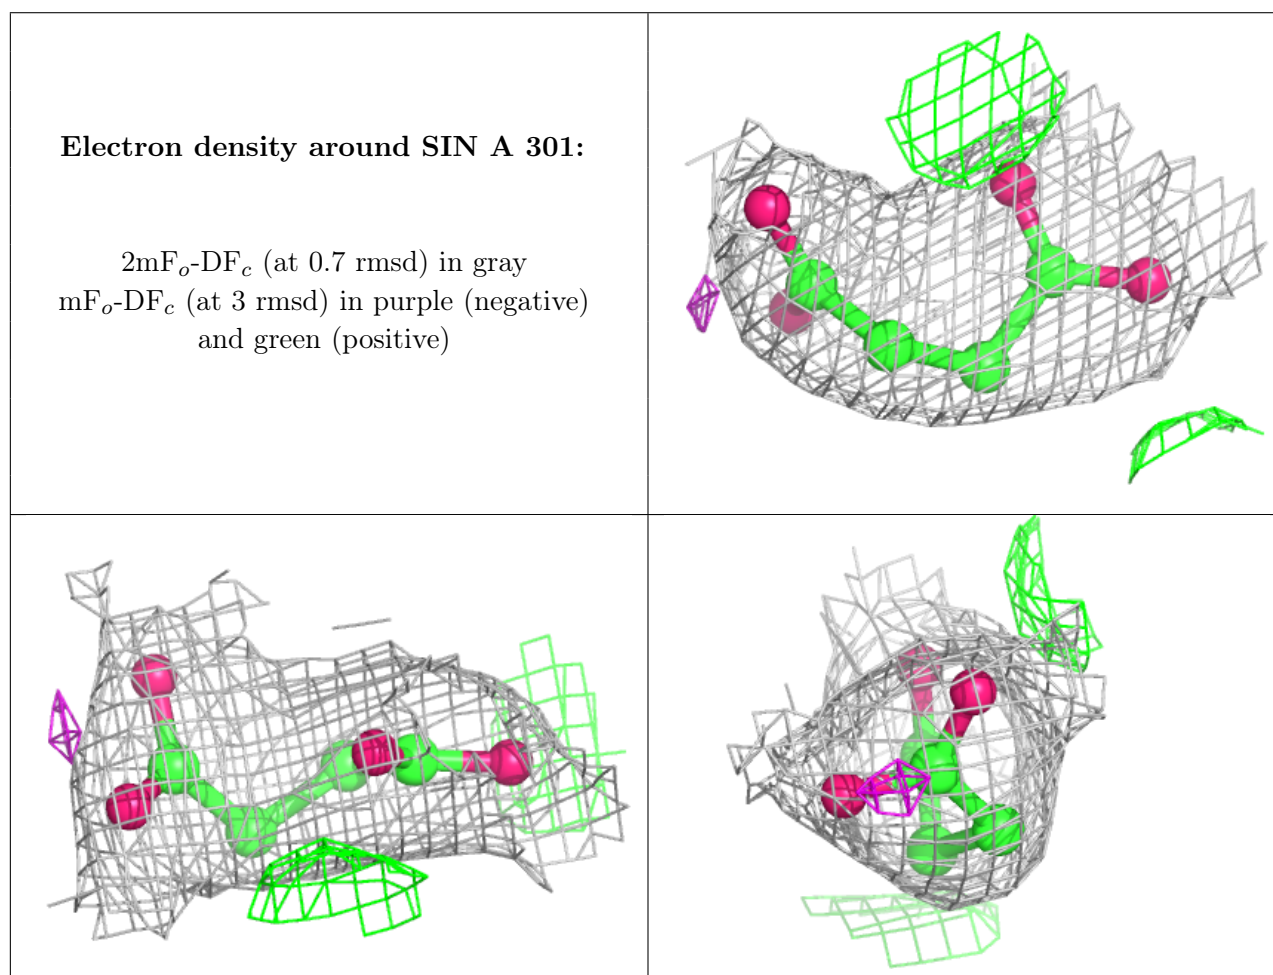 Electron density around SIN A 301:
2mFₒ-DF𝒸 (at 0.7 rmsd) in gray
mFₒ-DF𝒸 (at 3 rmsd) in purple (negative)
and green (positive)